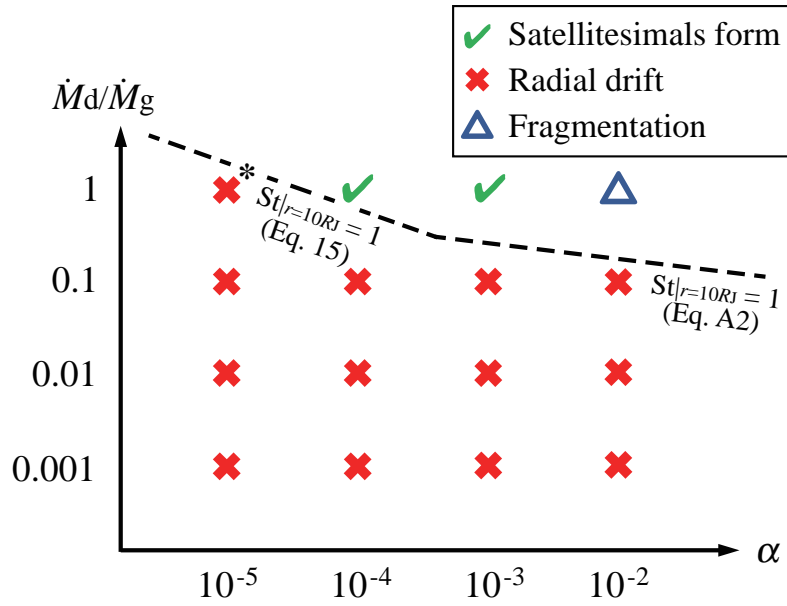 Satellitesimals form
Radial drift
Fragmentation
Ṁd/Ṁg
1
*
St|r=10RJ = 1
(Eq. 15)
0.1
St|r=10RJ = 1
(Eq. A2)
0.01
0.001
α
10-5 10-4 10-3 10-2